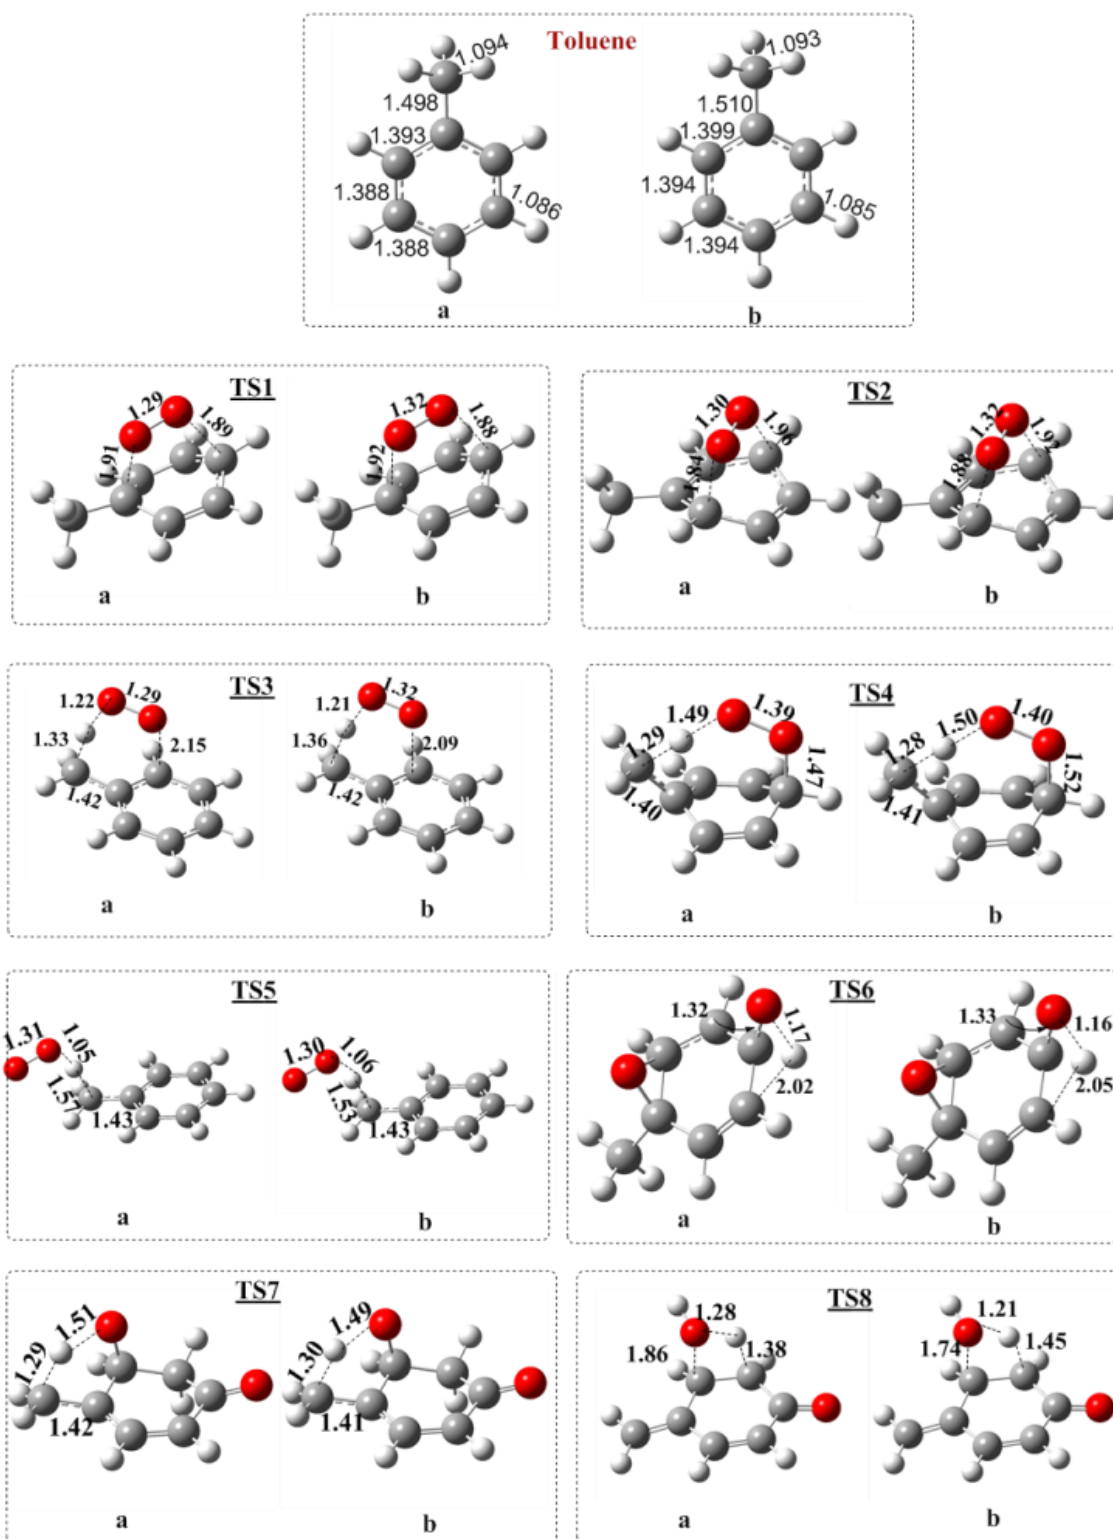 Toluene
1.094
1.498
1.393
1.388
1.086
1.388
a
1.093
1.510
1.399
1.394
1.085
1.394
b
TS1
1.29
1.89
1.91
a
1.32
1.88
1.92
b
TS2
1.30
1.96
1.84
a
1.32
1.92
1.88
b
TS3
1.22
1.29
1.33
2.15
1.42
a
1.32
1.21
1.36
2.09
1.42
b
TS4
1.49
1.39
1.29
1.47
1.40
a
1.50
1.40
1.28
1.52
1.41
b
TS5
1.31
1.05
1.57
1.43
a
1.30
1.06
1.53
1.43
b
TS6
1.32
1.17
2.02
a
1.33
1.16
2.05
b
TS7
1.51
1.29
1.42
a
1.49
1.30
1.41
b
TS8
1.28
1.86
1.38
a
1.21
1.74
1.45
b